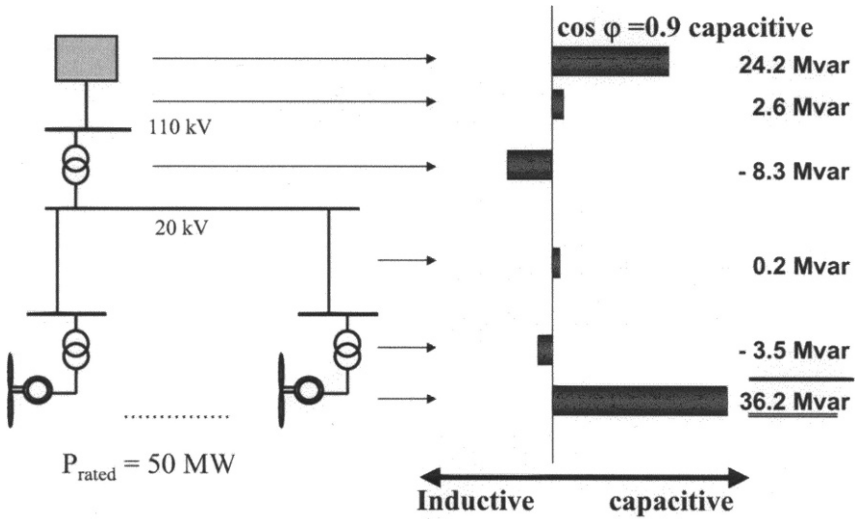 cos φ =0.9 capacitive
24.2 Mvar
2.6 Mvar
110 kV
- 8.3 Mvar
20 kV
0.2 Mvar
- 3.5 Mvar
36.2 Mvar
..............
P_rated = 50 MW
Inductive capacitive